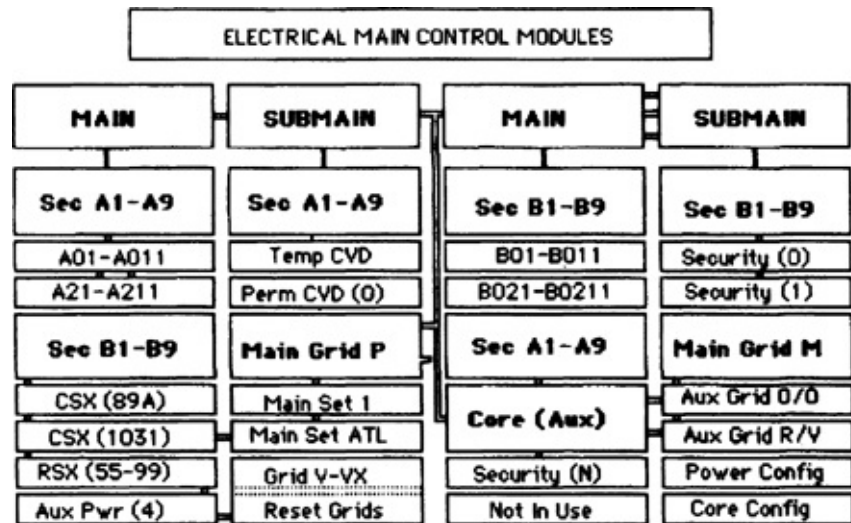 ELECTRICAL MAIN CONTROL MODULES
MAIN
SUBMAIN
MAIN
SUBMAIN
Sec A1-A9
Sec A1-A9
Sec B1-B9
Sec B1-B9
A01-A011
Temp CVD
B01-B011
Security (0)
A21-A211
Perm CVD (0)
B021-B0211
Security (1)
Sec B1-B9
Main Grid P
Sec A1-A9
Main Grid M
CSX (89A)
Main Set 1
Core (Aux)
Aux Grid O/O
CSX (1031)
Main Set ATL
Aux Grid R/V
RSX (55-99)
Grid V-VX
Security (N)
Power Config
Aux Pwr (4)
Reset Grids
Not In Use
Core Config